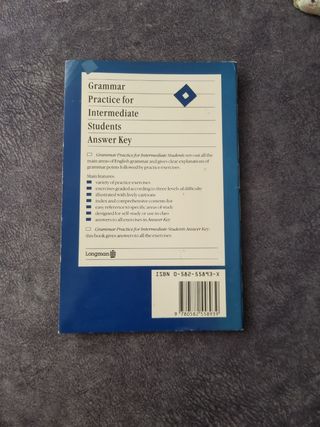 Grammar
Practice for
Intermediate
Students
Answer Key
Grammar Practice for Intermediate Students sets out all the
main areas of English grammar and gives clear explanations of
grammar points followed by practice exercises.
Main features:
variety of practice exercises
exercises graded according to three levels of difficulty
illustrated with lively cartoons
index and comprehensive contents list
easy reference to specific areas of study
designed for self-study or use in class
answers to all exercises in Answer Key
Grammar Practice for Intermediate Students Answer Key:
this book gives answers to all the exercises.
Longman
ISBN 0-582-55893-X
9 780582 558939